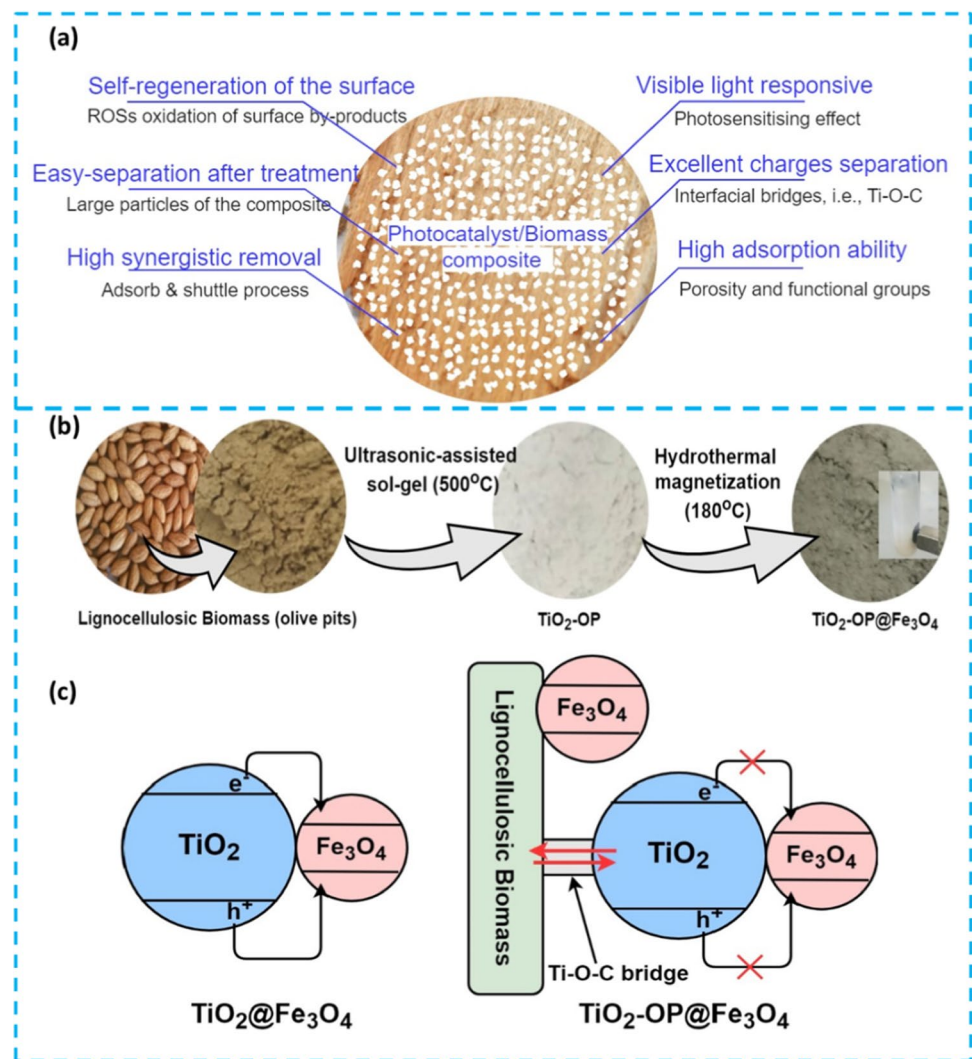 (a)
Self-regeneration of the surface
ROSs oxidation of surface by-products
Easy-separation after treatment
Large particles of the composite
High synergistic removal
Adsorb & shuttle process
Photocatalyst/Biomass
composite
Visible light responsive
Photosensitising effect
Excellent charges separation
Interfacial bridges, i.e., Ti-O-C
High adsorption ability
Porosity and functional groups
(b)
Ultrasonic-assisted
sol-gel (500°C)
Hydrothermal
magnetization
(180°C)
Lignocellulosic Biomass (olive pits)
TiO₂-OP
TiO₂-OP@Fe₃O₄
(c)
e⁻
TiO₂
Fe₃O₄
h⁺
TiO₂@Fe₃O₄
Lignocellulosic Biomass
Fe₃O₄
e⁻
TiO₂
Fe₃O₄
h⁺
Ti-O-C bridge
TiO₂-OP@Fe₃O₄